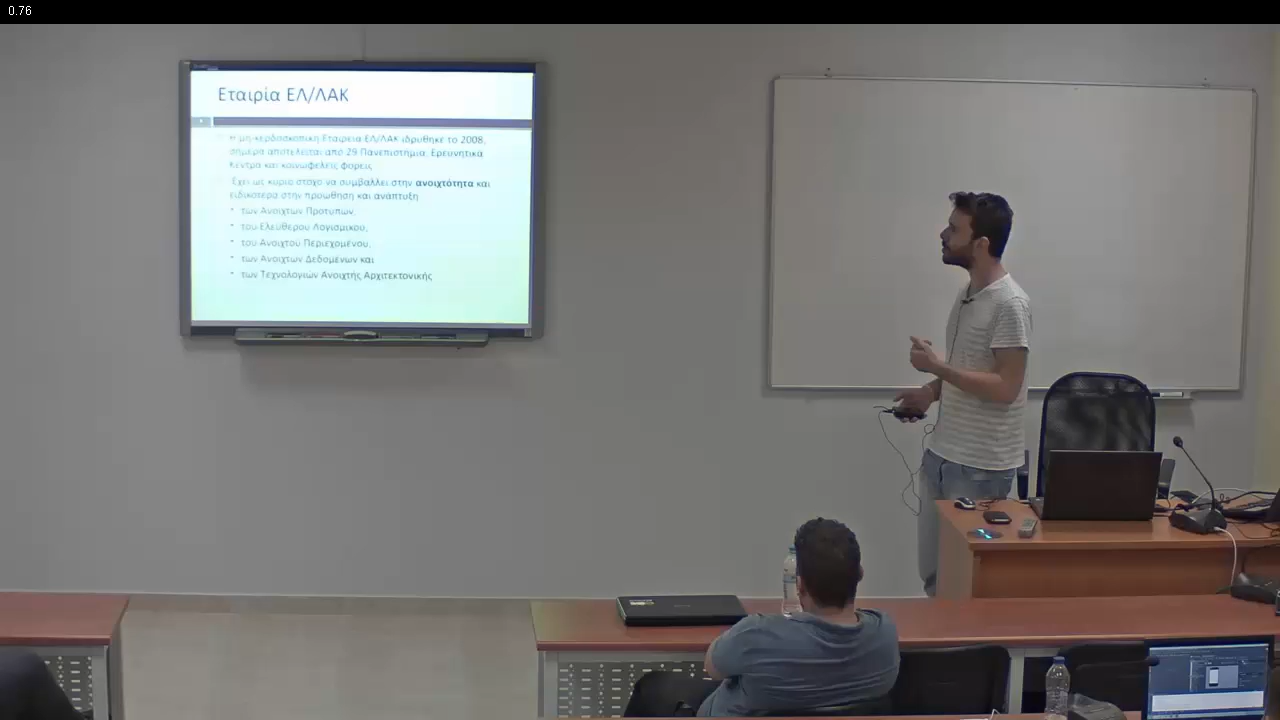 0.76
Εταιρία ΕΛ/ΛΑΚ
Η μη-κερδοσκοπική Εταιρεία ΕΛ/ΛΑΚ ιδρύθηκε το 2008,
σήμερα αποτελείται από 29 Πανεπιστήμια, Ερευνητικά
Κέντρα και κοινωφελείς φορείς
Έχει ως κύριο στόχο να συμβάλλει στην ανοιχτότητα και
ειδικότερα στην προώθηση και ανάπτυξη
• των Ανοιχτών Προτύπων,
• του Ελεύθερου Λογισμικού,
• του Ανοιχτού Περιεχομένου,
• των Ανοιχτών Δεδομένων και
• των Τεχνολογιών Ανοιχτής Αρχιτεκτονικής